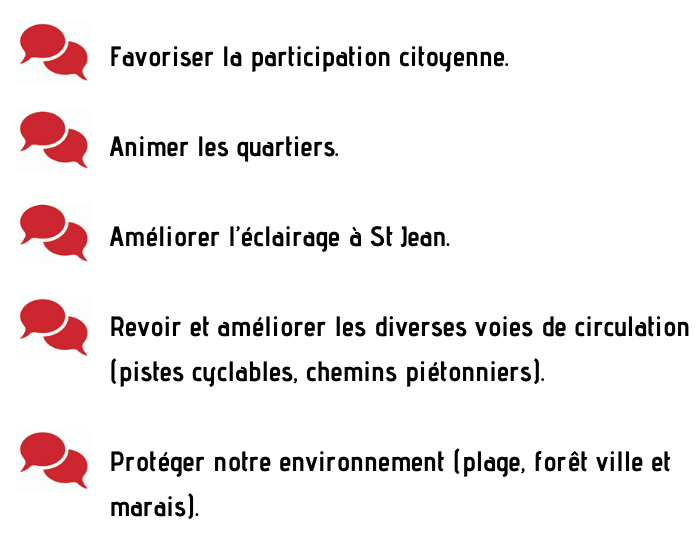 Favoriser la participation citoyenne.
Animer les quartiers.
Améliorer l'éclairage à St Jean.
Revoir et améliorer les diverses voies de circulation
(pistes cyclables, chemins piétonniers).
Protéger notre environnement (plage, forêt ville et
marais).